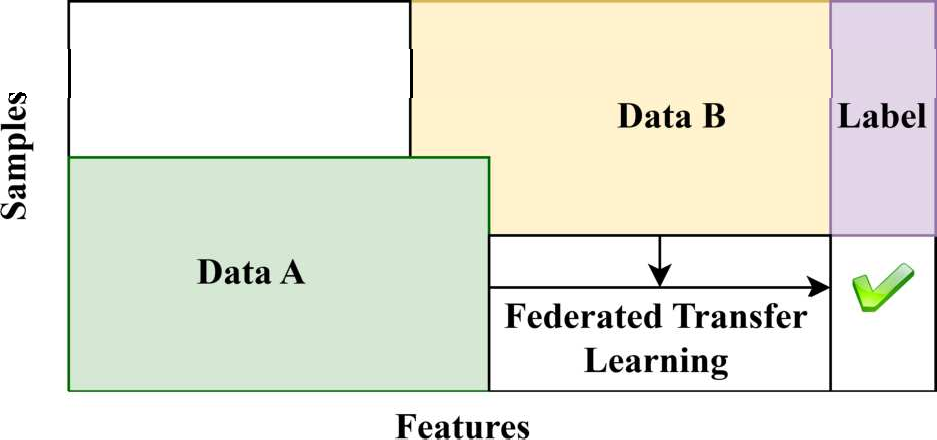 Samples
Data B
Label
Data A
Federated Transfer
Learning
Features